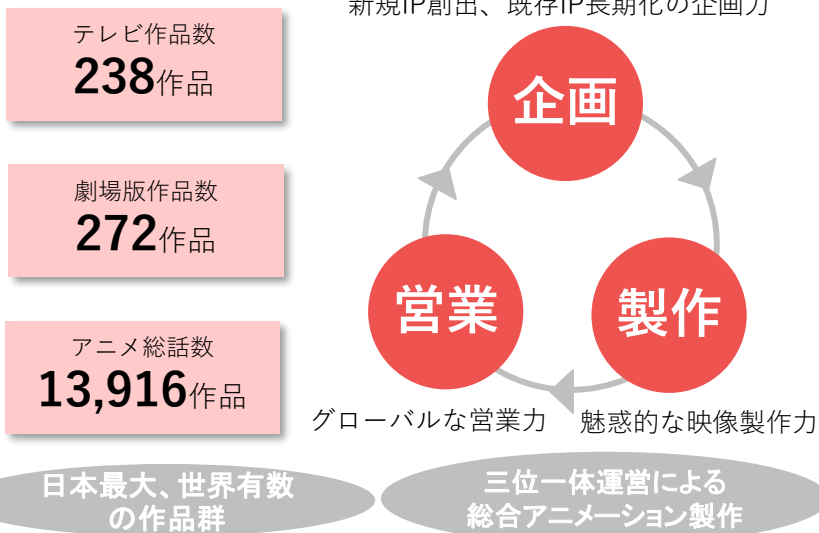 テレビ作品数
238作品
劇場版作品数
272作品
アニメ総話数
13,916作品
日本最大、世界有数
の作品群
新規IP創出、既存IP長期化の企画力
企画
営業
製作
グローバルな営業力
魅惑的な映像製作力
三位一体運営による
総合アニメーション製作